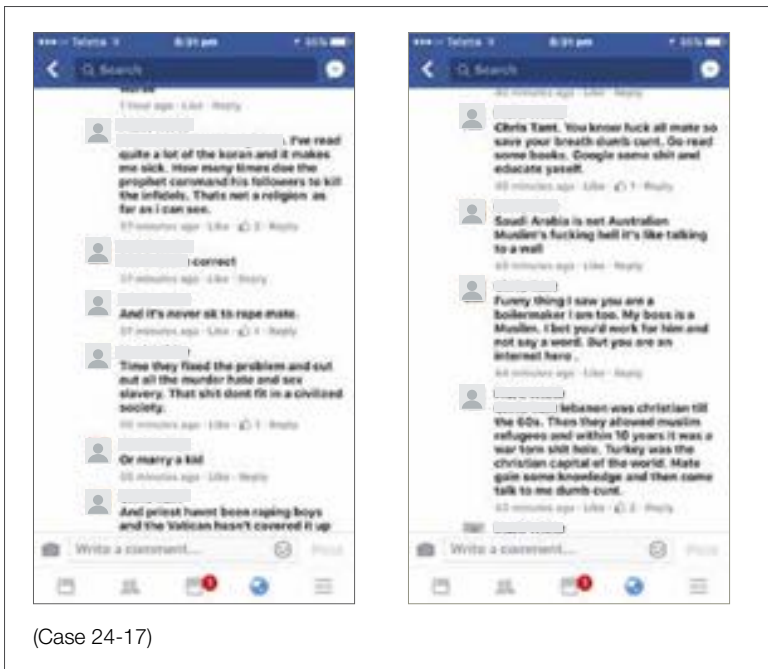 Telstra
8:31 pm
Search
1 hour ago · Like · Reply
. I've read
quite a lot of the koran and it makes
me sick. How many times doe the
prophet command his followers to kill
the infidels. Thats not a religion as
far as i can see.
57 minutes ago · Like · 2 · Reply
correct
57 minutes ago · Like · Reply
And it's never ok to rape mate.
57 minutes ago · Like · 1 · Reply
Time they fixed the problem and cut
out all the murder hate and sex
slavery. That shit dont fit in a civilized
society.
minutes ago · Like · 1 · Reply
Or marry a kid
minutes ago · Like · Reply
And priest havnt been raping boys
and the Vatican hasn't covered it up
Write a comment...
Post
1
Telstra
8:31 pm
Search
minutes ago · Like · Reply
Chris Tant. You know fuck all mate so
save your breath dumb cunt. Go read
some books. Google some shit and
educate yaself.
minutes ago · Like · 1 · Reply
Saudi Arabia is not Australian
Muslim's fucking hell it's like talking
to a wall
minutes ago · Like · Reply
Funny thing I saw you are a
boilermaker I am too. My boss is a
Muslim. I bet you'd work for him and
not say a word. But you are an
internet hero .
minutes ago · Like · Reply
lebanen was christian till
the 60s. Then they allowed muslim
refugees and within 10 years it was a
war torn shit hole. Turkey was the
christian capital of the world. Mate
gain some knowledge and then come
talk to me dumb cunt.
minutes ago · Like · 2 · Reply
Write a comment...
Post
1
(Case 24-17)